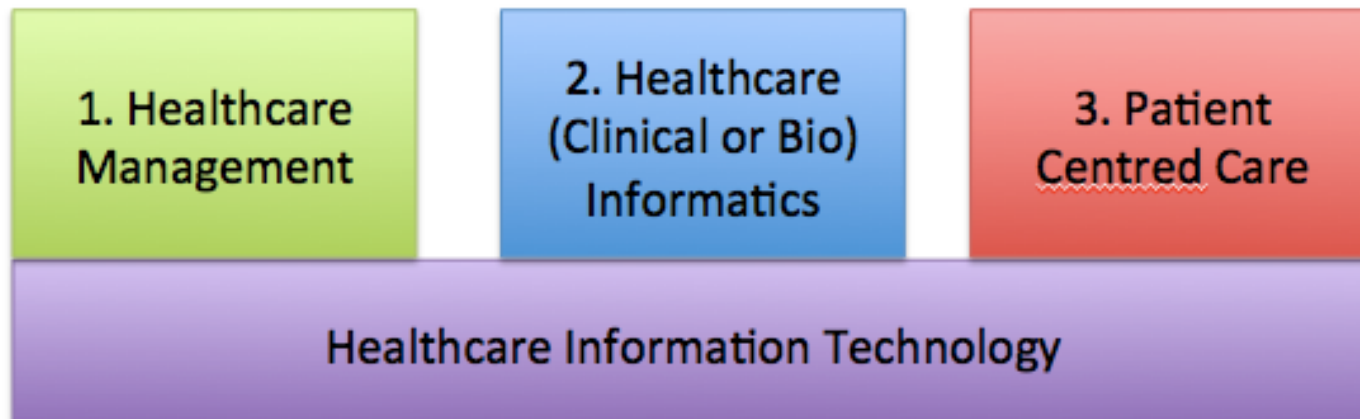 1. Healthcare
Management
2. Healthcare
(Clinical or Bio)
Informatics
3. Patient
Centred Care
Healthcare Information Technology